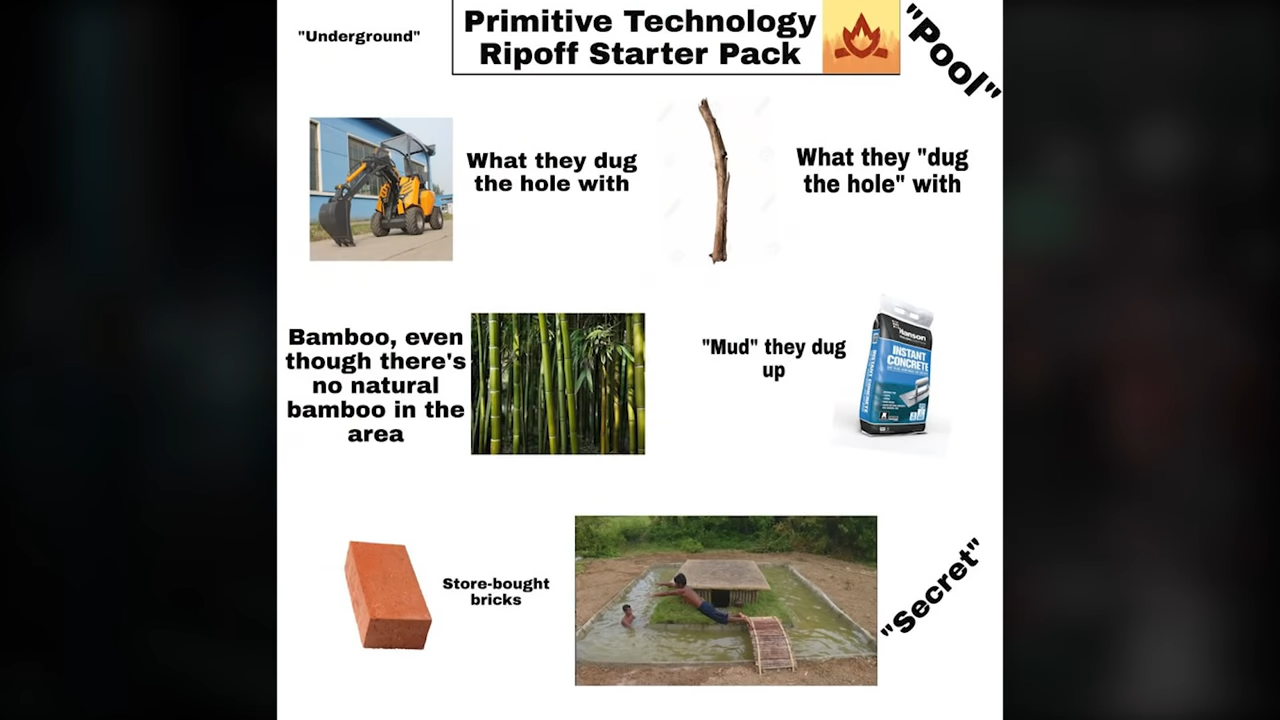 "Underground"
Primitive Technology
Ripoff Starter Pack
"Pool"
What they dug
the hole with
What they "dug
the hole" with
Bamboo, even
though there's
no natural
bamboo in the
area
"Mud" they dug
up
Hanson
INSTANT
CONCRETE
Store-bought
bricks
"Secret"